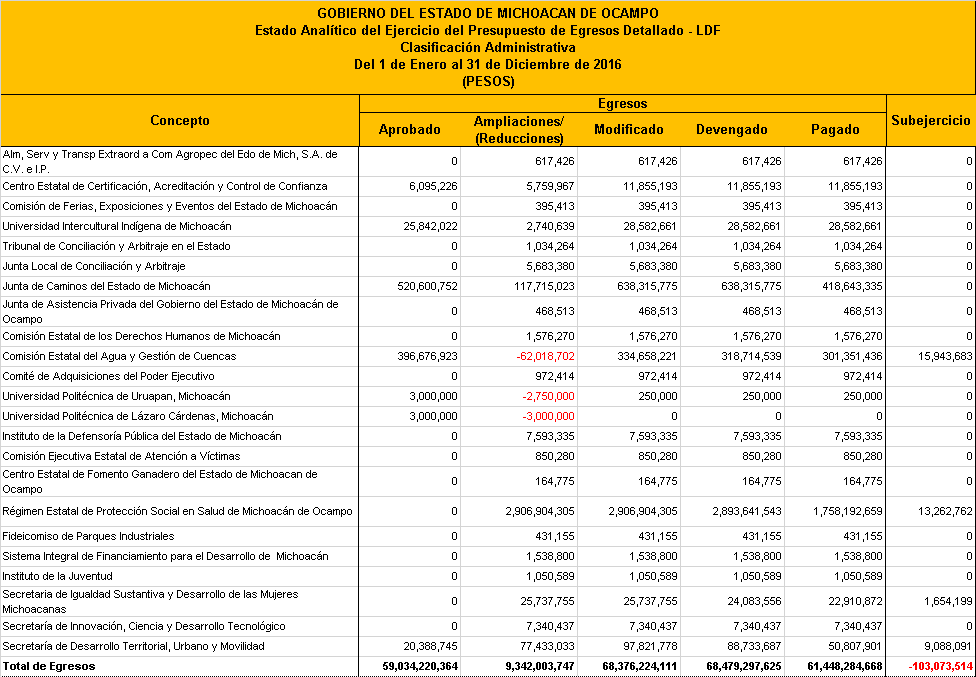 GOBIERNO DEL ESTADO DE MICHOACAN DE OCAMPO
Estado Analítico del Ejercicio del Presupuesto de Egresos Detallado - LDF
Clasificación Administrativa
Del 1 de Enero al 31 de Diciembre de 2016
(PESOS)
Concepto Egresos Subejercicio
Aprobado Ampliaciones/ (Reducciones) Modificado Devengado Pagado
Alm, Serv y Transp Extraord a Com Agropec del Edo de Mich, S.A. de
C.V. e I.P. 0 617,426 617,426 617,426 617,426 0
Centro Estatal de Certificación, Acreditación y Control de Confianza 6,095,226 5,759,967 11,855,193 11,855,193 11,855,193 0
Comisión de Ferias, Exposiciones y Eventos del Estado de Michoacán 0 395,413 395,413 395,413 395,413 0
Universidad Intercultural Indígena de Michoacán 25,842,022 2,740,639 28,582,661 28,582,661 28,582,661 0
Tribunal de Conciliación y Arbitraje en el Estado 0 1,034,264 1,034,264 1,034,264 1,034,264 0
Junta Local de Conciliación y Arbitraje 0 5,683,380 5,683,380 5,683,380 5,683,380 0
Junta de Caminos del Estado de Michoacán 520,600,752 117,715,023 638,315,775 638,315,775 418,643,335 0
Junta de Asistencia Privada del Gobierno del Estado de Michoacán de
Ocampo 0 468,513 468,513 468,513 468,513 0
Comisión Estatal de los Derechos Humanos de Michoacán 0 1,576,270 1,576,270 1,576,270 1,576,270 0
Comisión Estatal del Agua y Gestión de Cuencas 396,676,923 -62,018,702 334,658,221 318,714,539 301,351,436 15,943,683
Comité de Adquisiciones del Poder Ejecutivo 0 972,414 972,414 972,414 972,414 0
Universidad Politécnica de Uruapan, Michoacán 3,000,000 -2,750,000 250,000 250,000 250,000 0
Universidad Politécnica de Lázaro Cárdenas, Michoacán 3,000,000 -3,000,000 0 0 0 0
Instituto de la Defensoría Pública del Estado de Michoacán 0 7,593,335 7,593,335 7,593,335 7,593,335 0
Comisión Ejecutiva Estatal de Atención a Víctimas 0 850,280 850,280 850,280 850,280 0
Centro Estatal de Fomento Ganadero del Estado de Michoacan de
Ocampo 0 164,775 164,775 164,775 164,775 0
Régimen Estatal de Protección Social en Salud de Michoacán de Ocampo 0 2,906,904,305 2,906,904,305 2,893,641,543 1,758,192,659 13,262,762
Fideicomiso de Parques Industriales 0 431,155 431,155 431,155 431,155 0
Sistema Integral de Financiamiento para el Desarrollo de Michoacán 0 1,538,800 1,538,800 1,538,800 1,538,800 0
Instituto de la Juventud 0 1,050,589 1,050,589 1,050,589 1,050,589 0
Secretaria de Igualdad Sustantiva y Desarrollo de las Mujeres
Michoacanas 0 25,737,755 25,737,755 24,083,556 22,910,872 1,654,199
Secretaría de Innovación, Ciencia y Desarrollo Tecnológico 0 7,340,437 7,340,437 7,340,437 7,340,437 0
Secretaría de Desarrollo Territorial, Urbano y Movilidad 20,388,745 77,433,033 97,821,778 88,733,687 50,807,901 9,088,091
Total de Egresos 59,034,220,364 9,342,003,747 68,376,224,111 68,479,297,625 61,448,284,668 -103,073,514